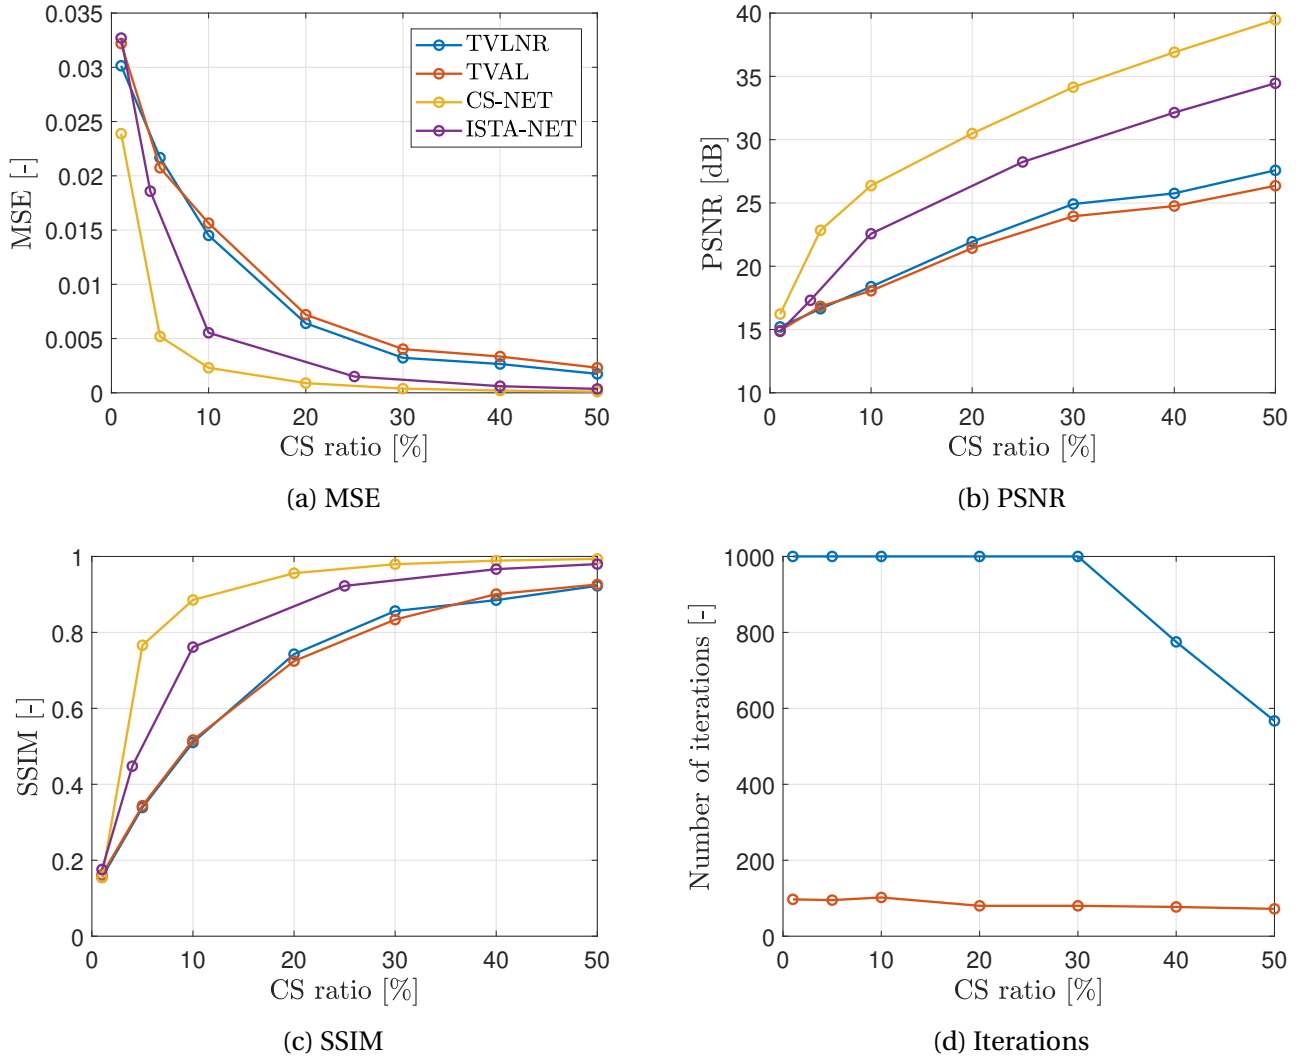 0.035
0.03
0.025
0.02
0.015
0.01
0.005
0
MSE [-]
TVLNR
TVAL
CS-NET
ISTA-NET
0 10 20 30 40 50
CS ratio [%]
(a) MSE
40
35
30
25
20
15
10
PSNR [dB]
0 10 20 30 40 50
CS ratio [%]
(b) PSNR
1
0.8
0.6
0.4
0.2
0
SSIM [-]
0 10 20 30 40 50
CS ratio [%]
(c) SSIM
1000
800
600
400
200
0
Number of iterations [-]
0 10 20 30 40 50
CS ratio [%]
(d) Iterations